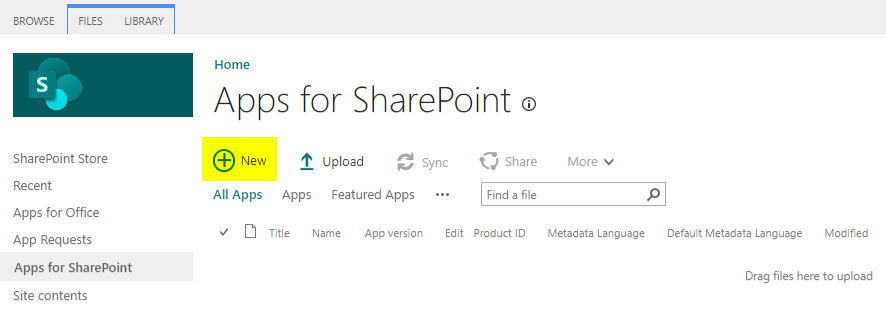 BROWSE FILES LIBRARY
S
Home
Apps for SharePoint
New Upload Sync Share More
All Apps Apps Featured Apps ••• Find a file
Title Name App version Edit Product ID Metadata Language Default Metadata Language Modified
Drag files here to upload
SharePoint Store
Recent
Apps for Office
App Requests
Apps for SharePoint
Site contents